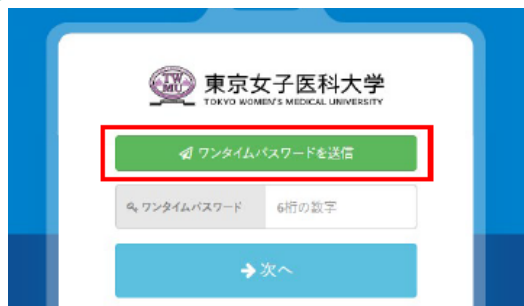 TW
MU
東京女子医科大学
TOKYO WOMEN'S MEDICAL UNIVERSITY
ワンタイムパスワードを送信
ワンタイムパスワード 6桁の数字
次へ